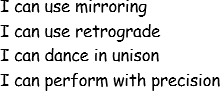 I can use mirroring
I can use retrograde
I can dance in unison
I can perform with precision